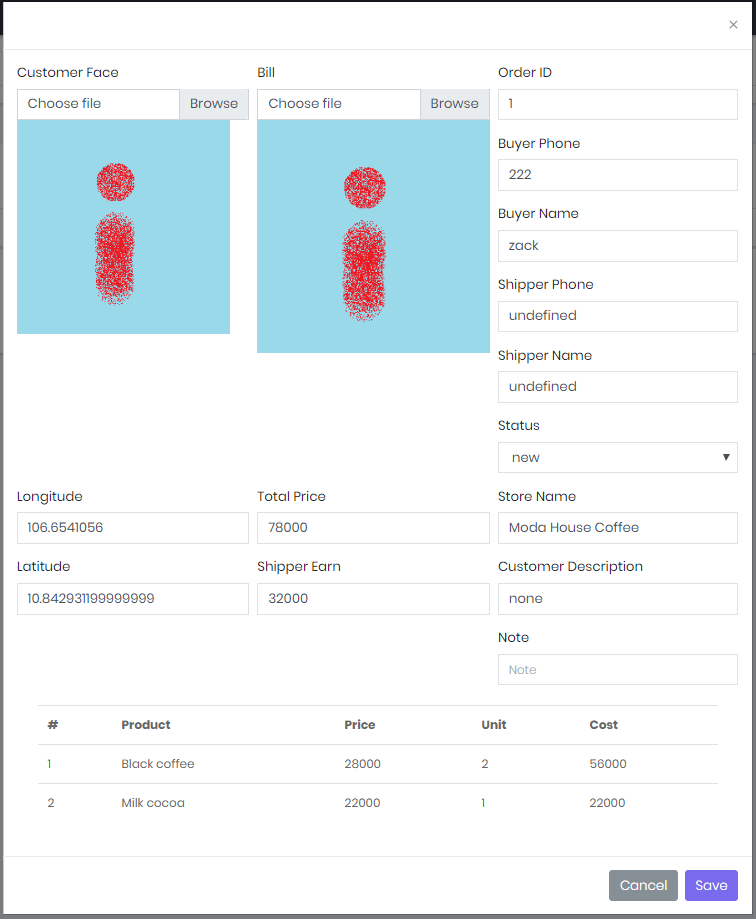 ×
Customer Face
Choose file Browse
Bill
Choose file Browse
Order ID
1
Buyer Phone
222
Buyer Name
zack
Shipper Phone
undefined
Shipper Name
undefined
Status
new
Longitude
106.6541056
Total Price
78000
Store Name
Moda House Coffee
Latitude
10.842931199999999
Shipper Earn
32000
Customer Description
none
Note
Note
# Product Price Unit Cost
1 Black coffee 28000 2 56000
2 Milk cocoa 22000 1 22000
Cancel Save